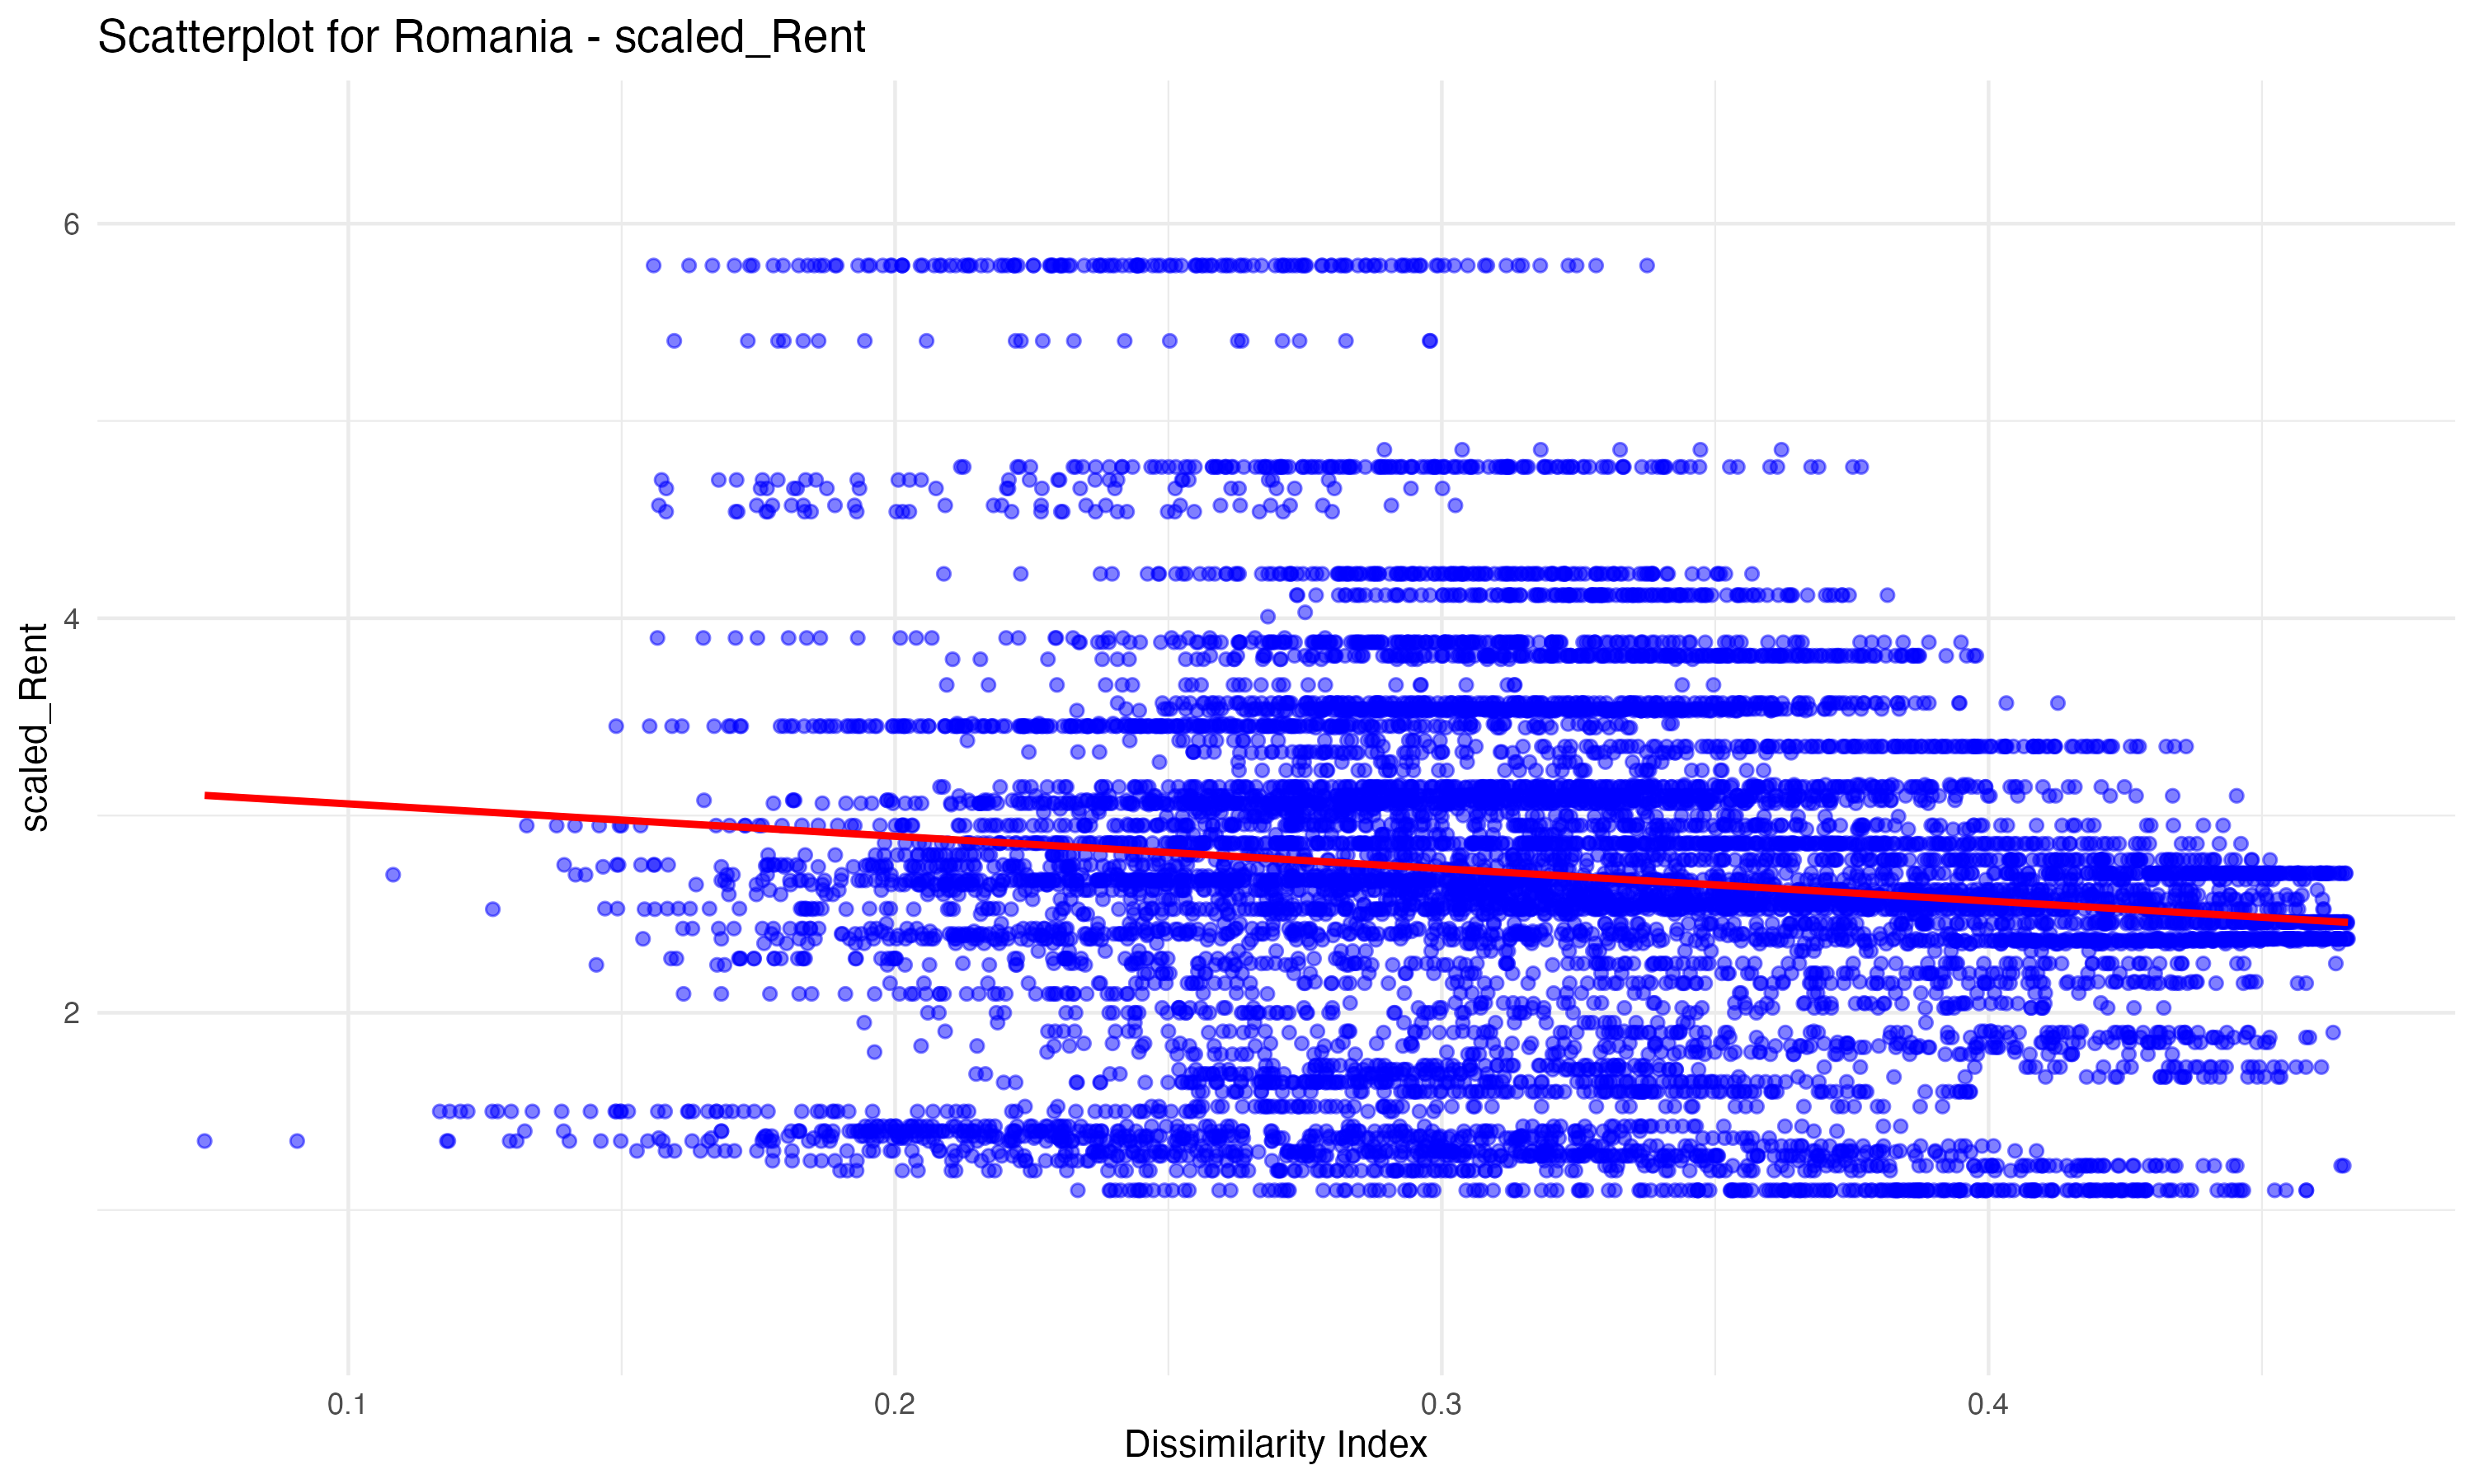 Scatterplot for Romania - scaled_Rent
6
4
2
scaled_Rent
0.1
0.2
0.3
0.4
Dissimilarity Index